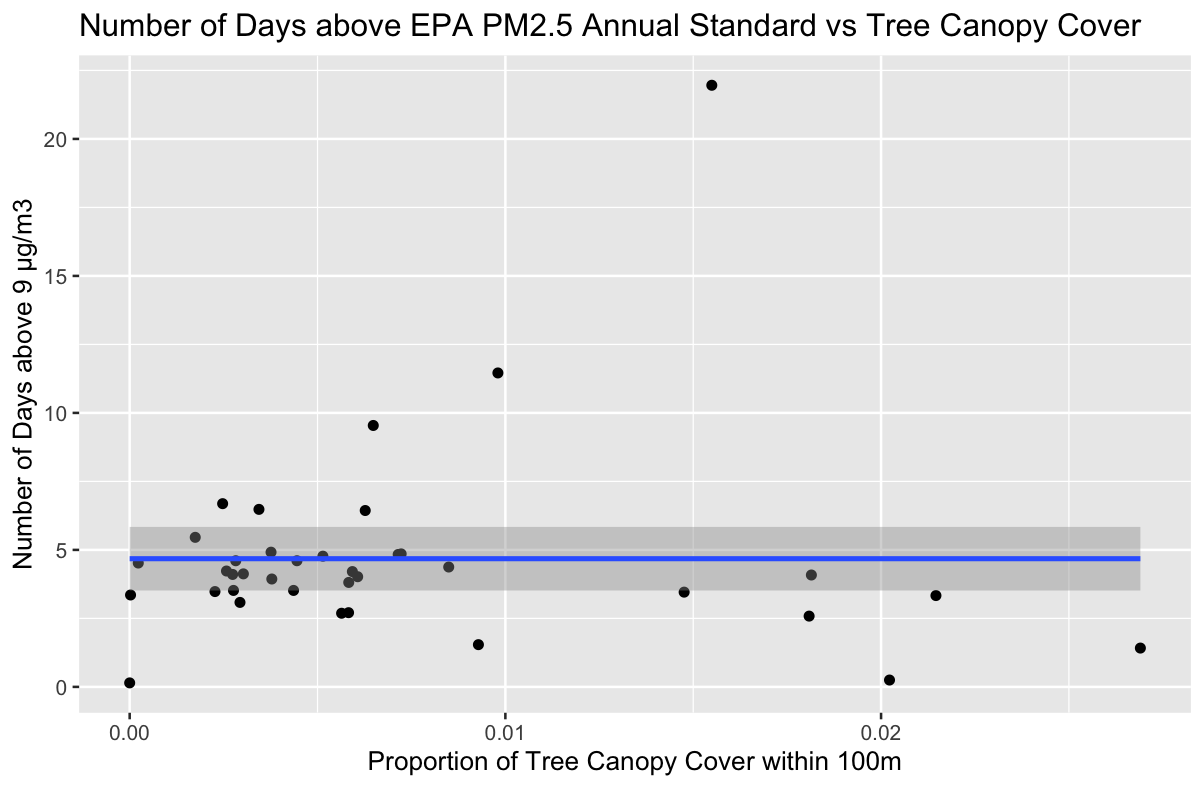 Number of Days above EPA PM2.5 Annual Standard vs Tree Canopy Cover
Number of Days above 9 µg/m3
20
15
10
5
0
0.00
0.01
0.02
Proportion of Tree Canopy Cover within 100m